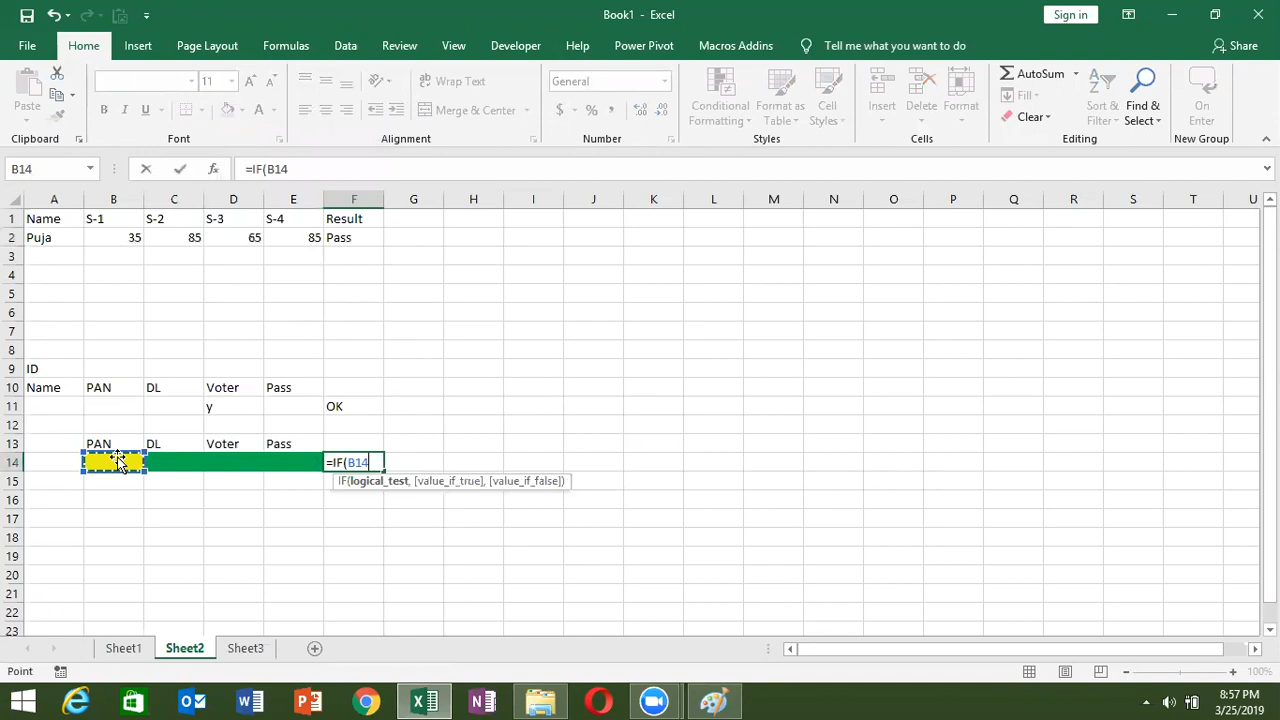 Book1 - Excel
Sign in
File Home Insert Page Layout Formulas Data Review View Developer Help Power Pivot Macros Addins Tell me what you want to do Share
Paste
11 A A
B I U A
Wrap Text
Merge & Center
General
$ % ,
Conditional Formatting
Format as Table
Cell Styles
Insert
Delete
Format
AutoSum
Fill
Clear
Sort & Filter
Find & Select
On Enter
Clipboard Font Alignment Number Styles Cells Editing New Group
B14 fx =IF(B14
A B C D E F G H I J K L M N O P Q R S T U
1 Name S-1 S-2 S-3 S-4 Result
2 Puja 35 85 65 85 Pass
3
4
5
6
7
8
9 ID
10 Name PAN DL Voter Pass
11 y OK
12
13 PAN DL Voter Pass
14 =IF(B14
15 IF(logical_test, [value_if_true], [value_if_false])
16
17
18
19
20
21
22
23
Sheet1 Sheet2 Sheet3
Point 100%
8:57 PM
3/25/2019